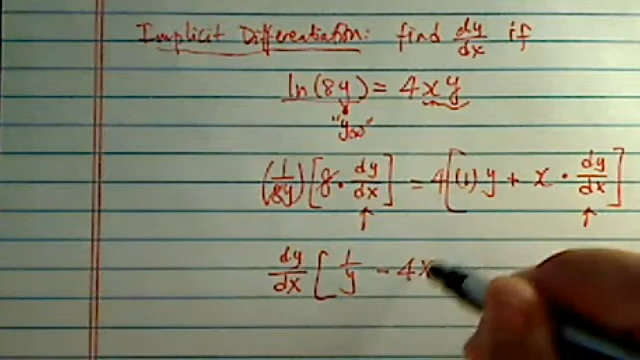 Implicit Differentiation: find dy/dx if
ln(8y) = 4xy
"y(x)"
(1/8y)[8 · dy/dx] = 4[(1)y + x · dy/dx]
dy/dx [1/y - 4x